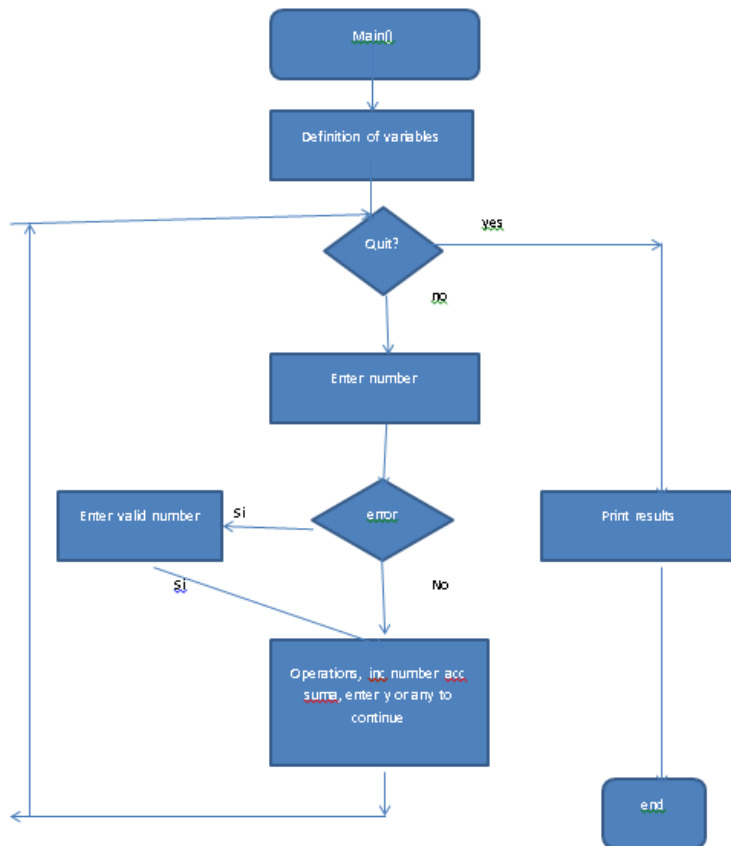 Main()
Definition of variables
Quit?
yes
no
Enter number
Enter valid number
si
error
Print results
si
No
Operations, inc number acc
suma, enter y or any to
continue
end